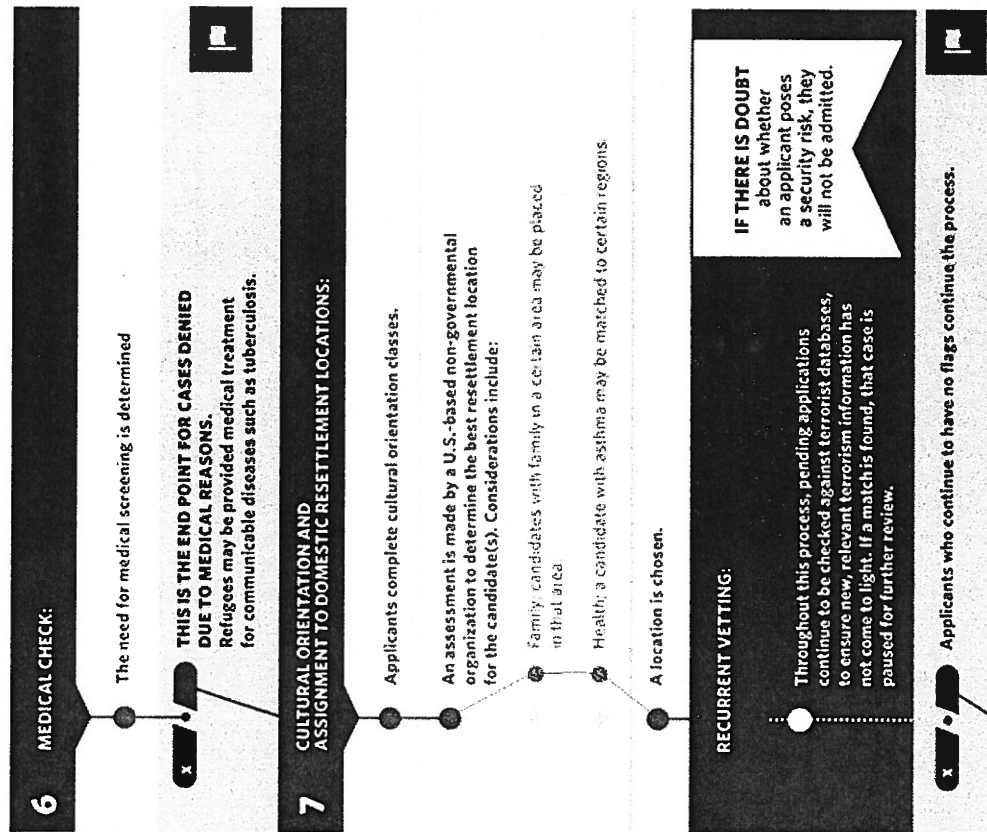 6 MEDICAL CHECK:
The need for medical screening is determined
x
THIS IS THE END POINT FOR CASES DENIED
DUE TO MEDICAL REASONS.
Refugees may be provided medical treatment
for communicable diseases such as tuberculosis.
7 CULTURAL ORIENTATION AND
ASSIGNMENT TO DOMESTIC RESETTLEMENT LOCATIONS:
Applicants complete cultural orientation classes.
An assessment is made by a U.S.-based non-governmental
organization to determine the best resettlement location
for the candidate(s). Considerations include:
Family; candidates with family in a certain area may be placed
in that area.
Health; a candidate with asthma may be matched to certain regions.
A location is chosen.
RECURRENT VETTING:
Throughout this process, pending applications
continue to be checked against terrorist databases,
to ensure new, relevant terrorism information has
not come to light. If a match is found, that case is
paused for further review.
IF THERE IS DOUBT
about whether
an applicant poses
a security risk, they
will not be admitted.
x
Applicants who continue to have no flags continue the process.